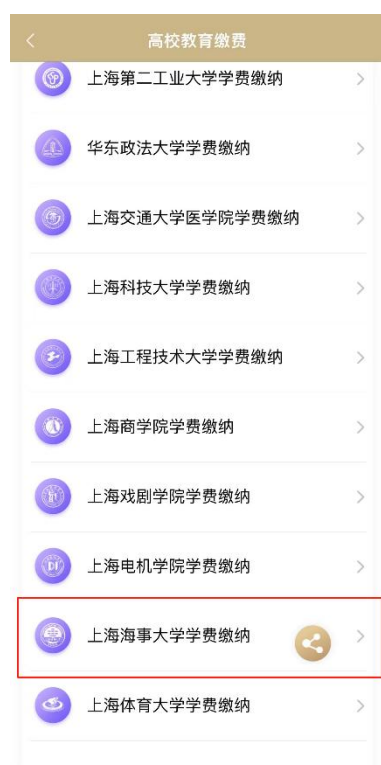 高校教育缴费
上海第二工业大学学费缴纳
华东政法大学学费缴纳
上海交通大学医学院学费缴纳
上海科技大学学费缴纳
上海工程技术大学学费缴纳
上海商学院学费缴纳
上海戏剧学院学费缴纳
上海电机学院学费缴纳
上海海事大学学费缴纳
上海体育大学学费缴纳